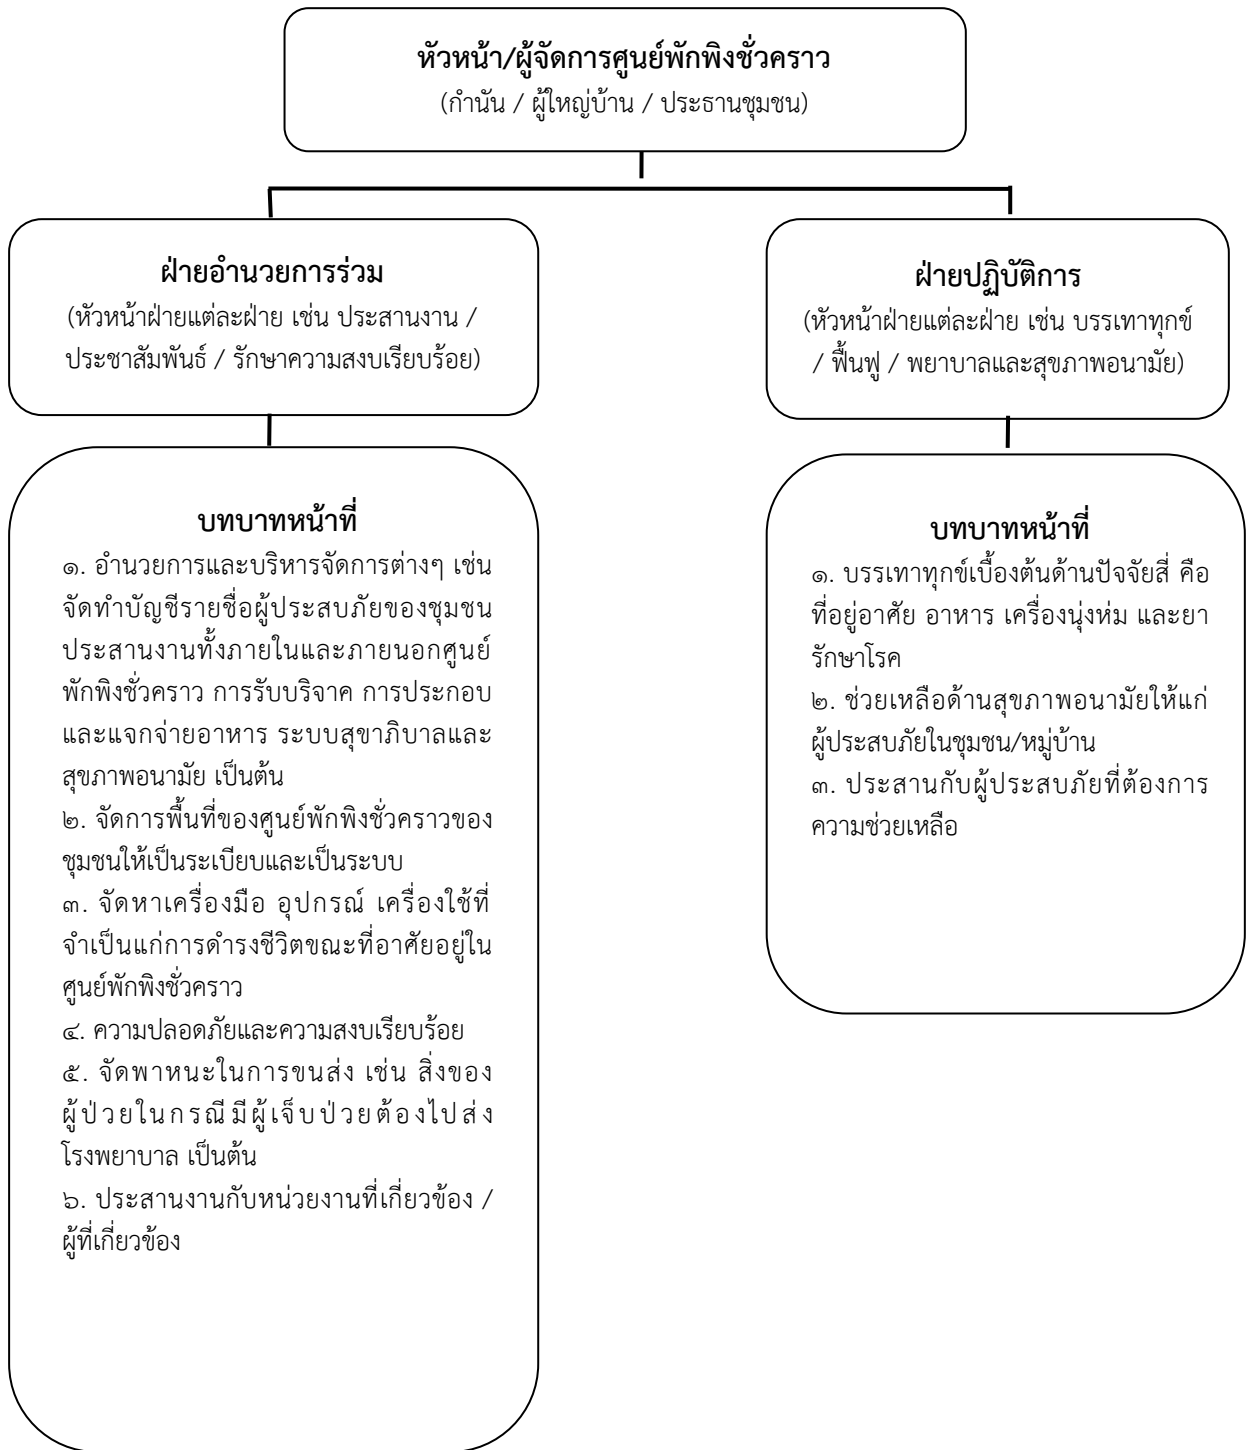 หัวหน้า/ผู้จัดการศูนย์พักพิงชั่วคราว
(กำนัน / ผู้ใหญ่บ้าน / ประธานชุมชน)
ฝ่ายอำนวยการร่วม
(หัวหน้าฝ่ายแต่ละฝ่าย เช่น ประสานงาน /
ประชาสัมพันธ์ / รักษาความสงบเรียบร้อย)
ฝ่ายปฏิบัติการ
(หัวหน้าฝ่ายแต่ละฝ่าย เช่น บรรเทาทุกข์
/ ฟื้นฟู / พยาบาลและสุขภาพอนามัย)
บทบาทหน้าที่
๑. อำนวยการและบริหารจัดการต่างๆ เช่น
จัดทำบัญชีรายชื่อผู้ประสบภัยของชุมชน
ประสานงานทั้งภายในและภายนอกศูนย์
พักพิงชั่วคราว การรับบริจาค การประกอบ
และแจกจ่ายอาหาร ระบบสุขาภิบาลและ
สุขภาพอนามัย เป็นต้น
๒. จัดการพื้นที่ของศูนย์พักพิงชั่วคราวของ
ชุมชนให้เป็นระเบียบและเป็นระบบ
๓. จัดหาเครื่องมือ อุปกรณ์ เครื่องใช้ที่
จำเป็นแก่การดำรงชีวิตขณะที่อาศัยอยู่ใน
ศูนย์พักพิงชั่วคราว
๔. ความปลอดภัยและความสงบเรียบร้อย
๕. จัดพาหนะในการขนส่ง เช่น สิ่งของ
ผู้ป่วยในกรณีมีผู้เจ็บป่วยต้องไปส่ง
โรงพยาบาล เป็นต้น
๖. ประสานงานกับหน่วยงานที่เกี่ยวข้อง /
ผู้ที่เกี่ยวข้อง
บทบาทหน้าที่
๑. บรรเทาทุกข์เบื้องต้นด้านปัจจัยสี่ คือ
ที่อยู่อาศัย อาหาร เครื่องนุ่งห่ม และยา
รักษาโรค
๒. ช่วยเหลือด้านสุขภาพอนามัยให้แก่
ผู้ประสบภัยในชุมชน/หมู่บ้าน
๓. ประสานกับผู้ประสบภัยที่ต้องการ
ความช่วยเหลือ